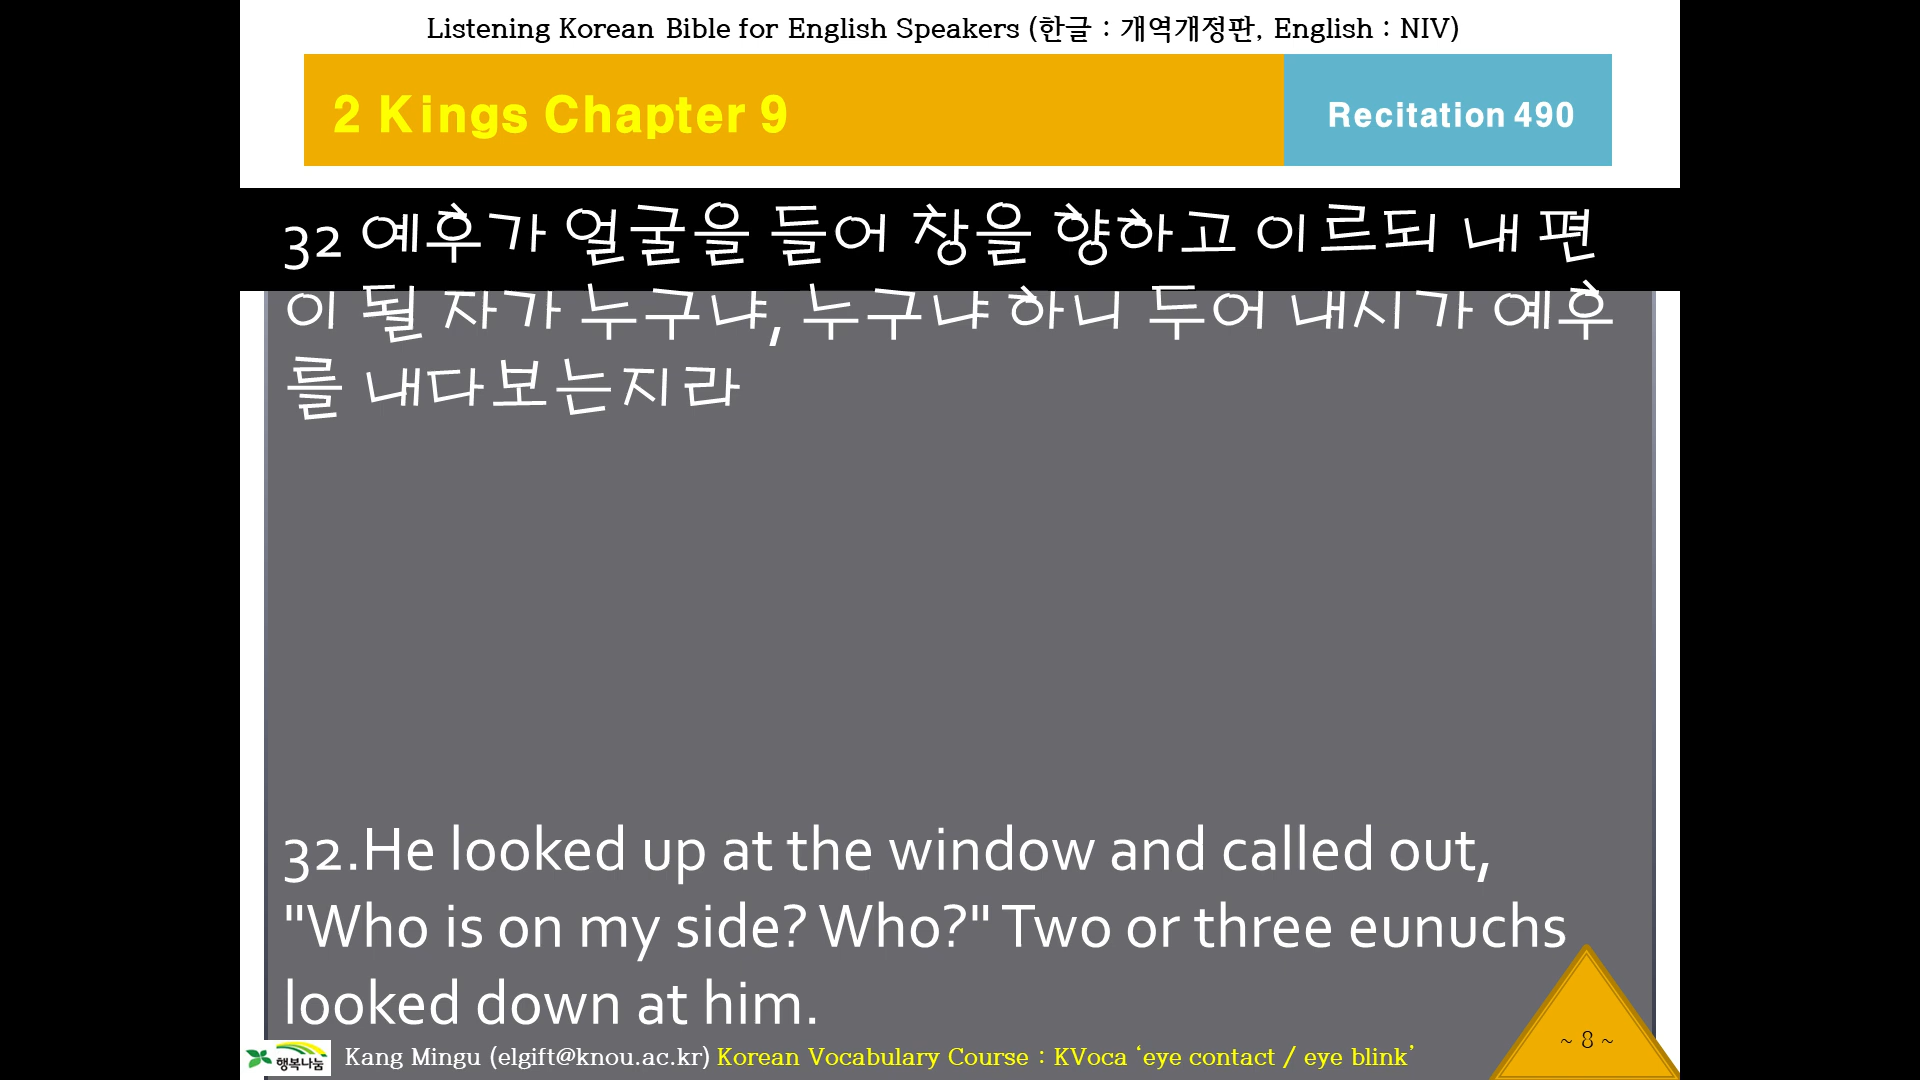 Listening Korean Bible for English Speakers (한글 : 개역개정판, English : NIV)
2 Kings Chapter 9
Recitation 490
32 예후가 얼굴을 들어 창을 향하고 이르되 내 편
이 될 자가 누구냐, 누구냐 하니 두어 내시가 예후
를 내다보는지라
32.He looked up at the window and called out,
"Who is on my side? Who?" Two or three eunuchs
looked down at him.
~ 8 ~
행복나눔
Kang Mingu (elgift@knou.ac.kr) Korean Vocabulary Course : KVoca ‘eye contact / eye blink’